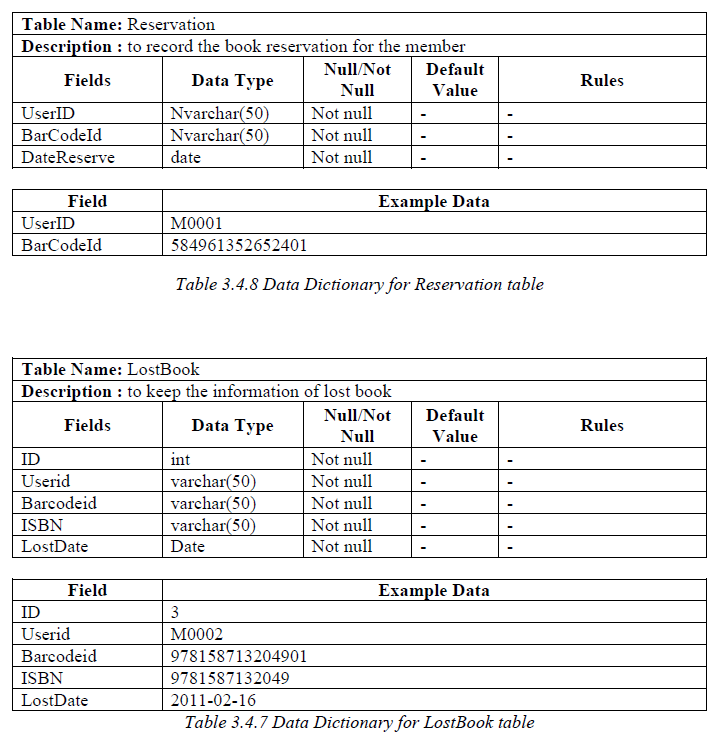 Table Name: Reservation
Description : to record the book reservation for the member
Fields Data Type Null/Not Null Default Value Rules
UserID Nvarchar(50) Not null - -
BarCodeId Nvarchar(50) Not null - -
DateReserve date Not null - -
Field Example Data
UserID M0001
BarCodeId 584961352652401
Table 3.4.8 Data Dictionary for Reservation table
Table Name: LostBook
Description : to keep the information of lost book
Fields Data Type Null/Not Null Default Value Rules
ID int Not null - -
Userid varchar(50) Not null - -
Barcodeid varchar(50) Not null - -
ISBN varchar(50) Not null - -
LostDate Date Not null - -
Field Example Data
ID 3
Userid M0002
Barcodeid 978158713204901
ISBN 9781587132049
LostDate 2011-02-16
Table 3.4.7 Data Dictionary for LostBook table